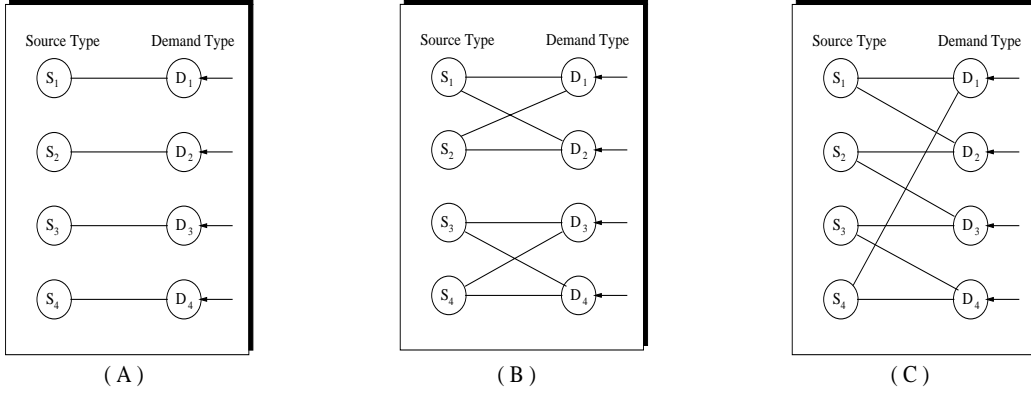 Source Type Demand Type
S1 D1
S2 D2
S3 D3
S4 D4
( A )
Source Type Demand Type
S1 D1
S2 D2
S3 D3
S4 D4
( B )
Source Type Demand Type
S1 D1
S2 D2
S3 D3
S4 D4
( C )